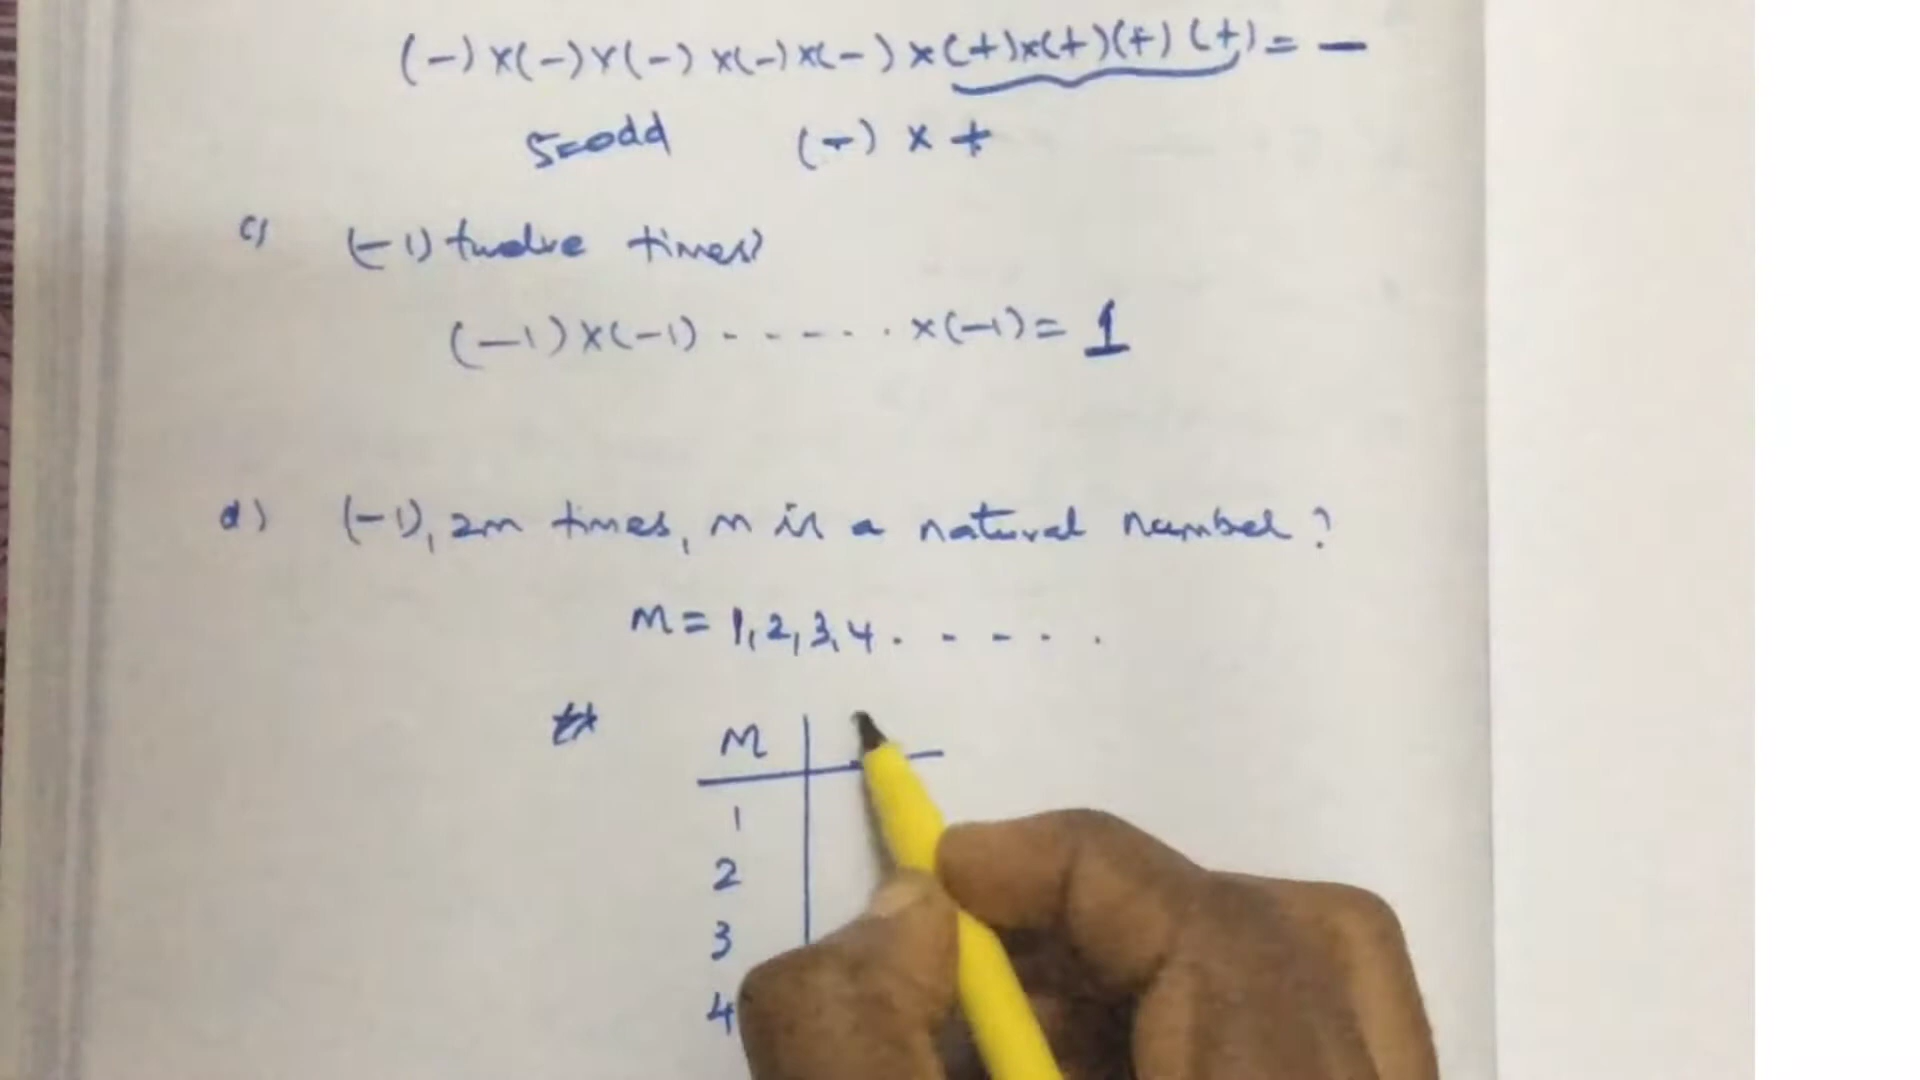 (-) x(-) x(-) x(-) x(-) x(+)x(+)(+) (+) = -
5=odd (-) x +
c) (-1) twelve times?
(-1) x(-1) - - - - - . x(-1) = 1
d) (-1), 2m times, m is a natural number?
m = 1, 2, 3, 4 . - - . .
m
1
2
3
4